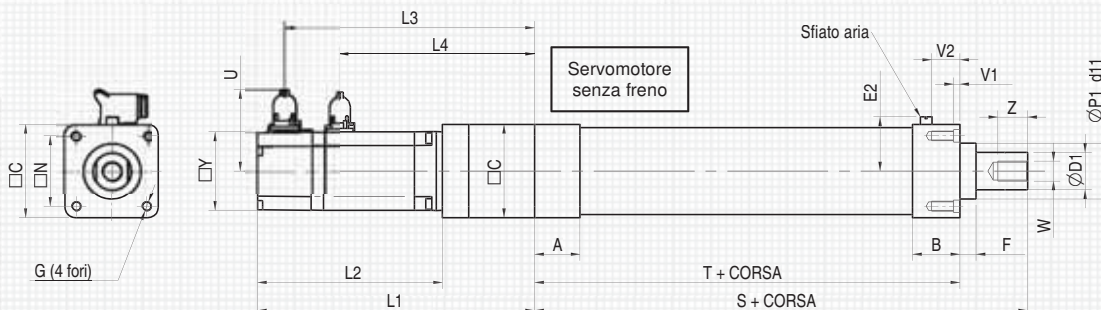 L3
L4
Servomotore
senza freno
Sfiato aria
V2
V1
E2
U
Z
ØP1 d11
□C
□N
□Y
□C
ØD1
W
G (4 fori)
A
B
F
L2
T + CORSA
L1
S + CORSA